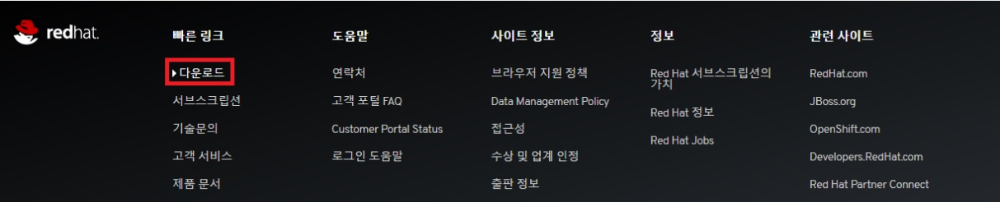 redhat.
빠른 링크
다운로드
서브스크립션
기술문의
고객 서비스
제품 문서
도움말
연락처
고객 포털 FAQ
Customer Portal Status
로그인 도움말
사이트 정보
브라우저 지원 정책
Data Management Policy
접근성
수상 및 업계 인정
출판 정보
정보
Red Hat 서브스크립션의
가치
Red Hat 정보
Red Hat Jobs
관련 사이트
RedHat.com
JBoss.org
OpenShift.com
Developers.RedHat.com
Red Hat Partner Connect